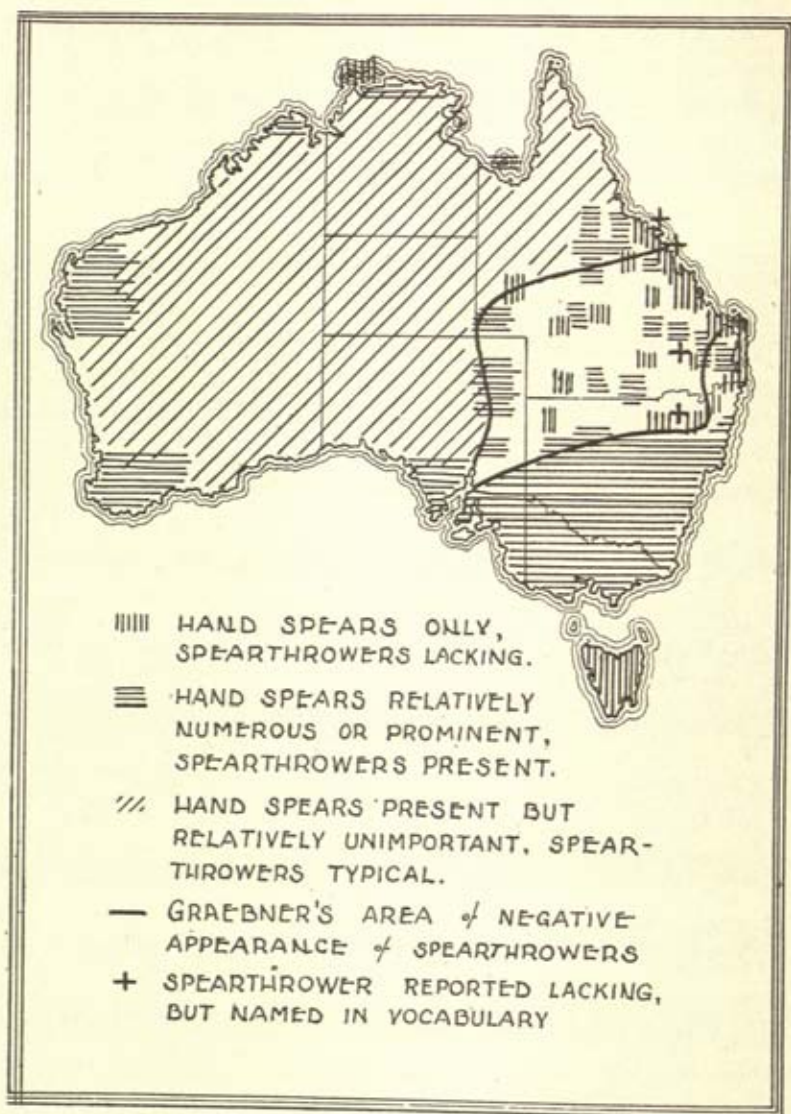 HAND SPEARS ONLY,
SPEARTHROWERS LACKING.
HAND SPEARS RELATIVELY
NUMEROUS OR PROMINENT,
SPEARTHROWERS PRESENT.
HAND SPEARS PRESENT BUT
RELATIVELY UNIMPORTANT, SPEAR-
THROWERS TYPICAL.
GRAEBNER'S AREA of NEGATIVE
APPEARANCE of SPEARTHROWERS
SPEARTHROWER REPORTED LACKING,
BUT NAMED IN VOCABULARY